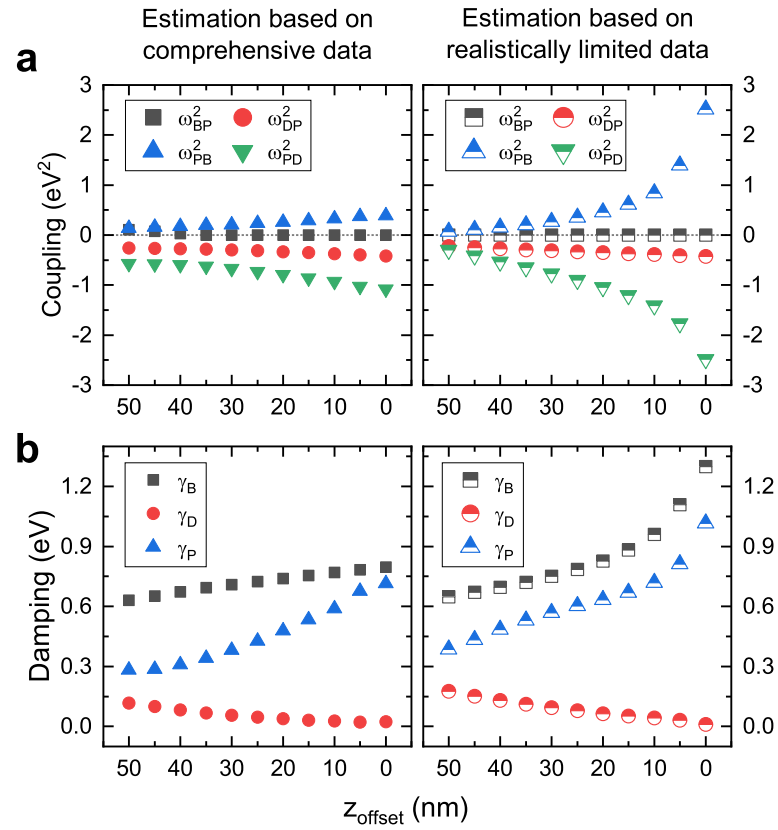 Estimation based on
comprehensive data
Estimation based on
realistically limited data
a
3
2
1
0
-1
-2
-3
Coupling (eV²)
ω²BP
ω²DP
ω²PB
ω²PD
50 40 30 20 10 0
ω²BP
ω²DP
ω²PB
ω²PD
3
2
1
0
-1
-2
-3
50 40 30 20 10 0
b
1.2
0.9
0.6
0.3
0.0
Damping (eV)
γB
γD
γP
50 40 30 20 10 0
γB
γD
γP
1.2
0.9
0.6
0.3
0.0
50 40 30 20 10 0
zoffset (nm)